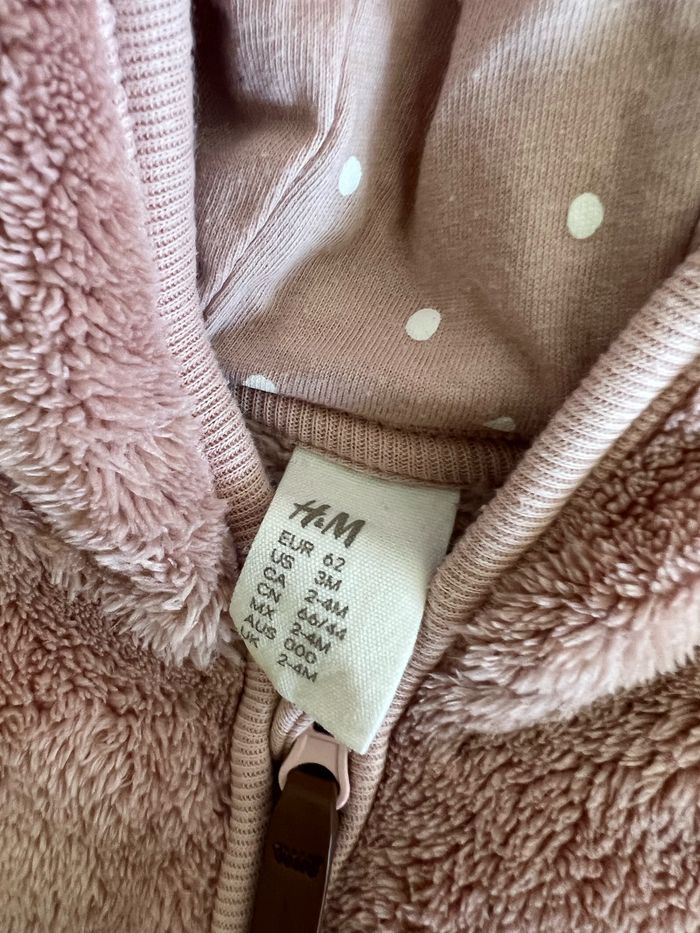 H&M
EUR 62
US 3M
CA 2-4M
CN 66/44
MX 2-4M
AUS 000
UK 2-4M